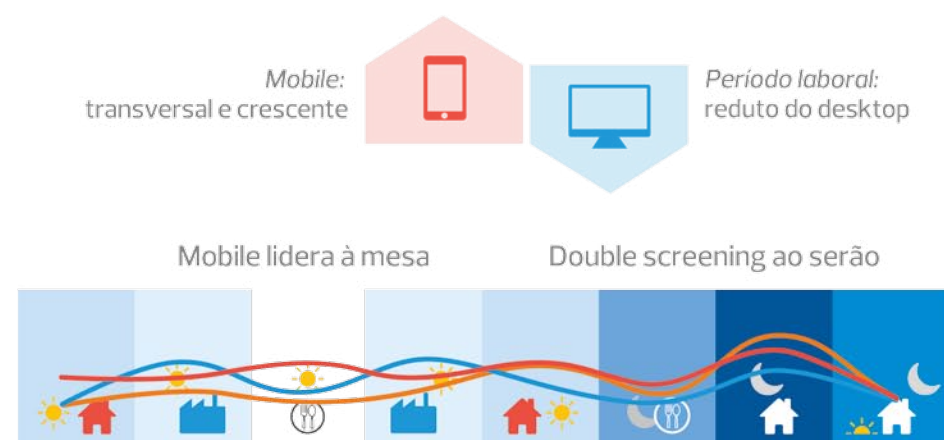 Mobile:
transversal e crescente
Período laboral:
reduto do desktop
Mobile lidera à mesa
Double screening ao serão